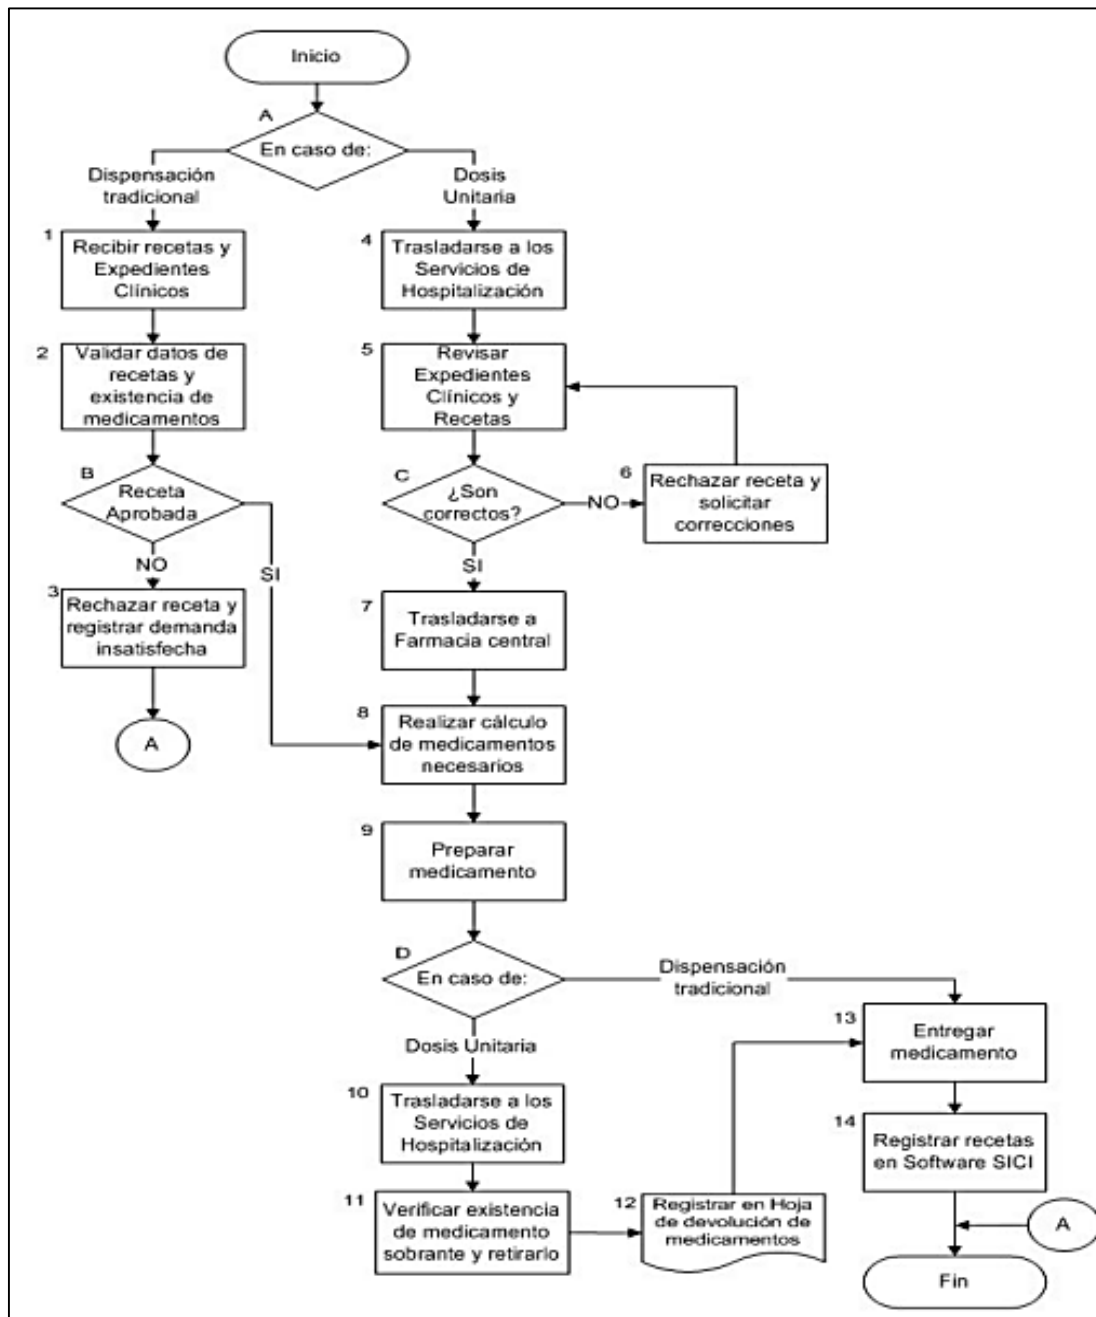 Inicio
A
En caso de:
Dispensación
tradicional
Dosis
Unitaria
1
Recibir recetas y
Expedientes
Clínicos
4
Trasladarse a los
Servicios de
Hospitalización
2
Validar datos de
recetas y
existencia de
medicamentos
5
Revisar
Expedientes
Clínicos y
Recetas
B
Receta
Aprobada
C
¿Son
correctos?
NO
6
Rechazar receta y
solicitar
correcciones
NO
SI
SI
3
Rechazar receta y
registrar demanda
insatisfecha
7
Trasladarse a
Farmacia central
A
8
Realizar cálculo
de medicamentos
necesarios
9
Preparar
medicamento
D
En caso de:
Dispensación
tradicional
Dosis Unitaria
13
Entregar
medicamento
10
Trasladarse a los
Servicios de
Hospitalización
14
Registrar recetas
en Software SICI
11
Verificar existencia
de medicamento
sobrante y retirarlo
12
Registrar en Hoja
de devolución de
medicamentos
A
Fin